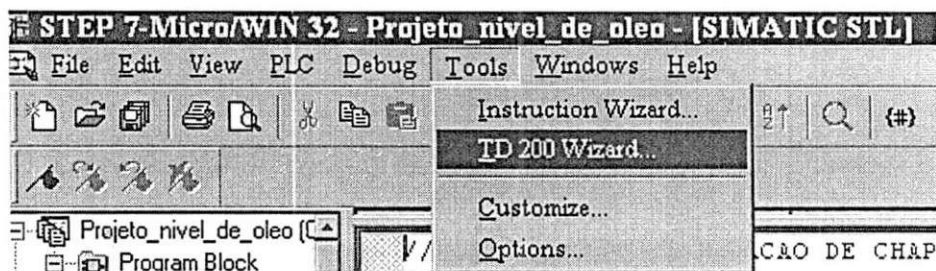 STEP 7-Micro/WIN 32 - Projeto_nivel_de_oleo - [SIMATIC STL]
File Edit View PLC Debug Tools Windows Help
Instruction Wizard...
TD 200 Wizard...
Customize...
Options...
Projeto_nivel_de_oleo (
Program Block
//
CAO DE CHAP